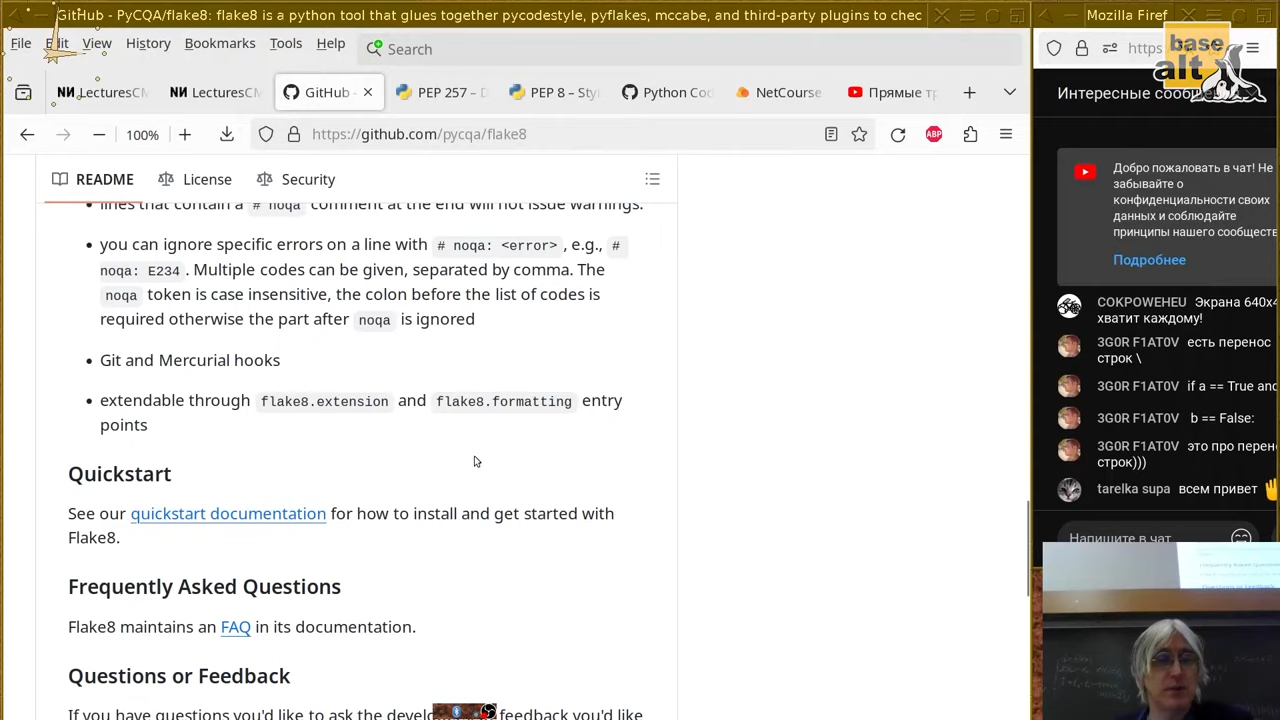 GitHub - PyCQA/flake8: flake8 is a python tool that glues together pycodestyle, pyflakes, mccabe, and third-party plugins to chec
File Edit View History Bookmarks Tools Help
Search
LecturesCM
LecturesCM
GitHub -
PEP 257 – D
PEP 8 – Sty
Python Co
NetCourse
Прямые тр
100%
https://github.com/pycqa/flake8
README
License
Security
lines that contain a # noqa comment at the end will not issue warnings.
you can ignore specific errors on a line with # noqa: <error> , e.g., #
noqa: E234 . Multiple codes can be given, separated by comma. The
noqa token is case insensitive, the colon before the list of codes is
required otherwise the part after noqa is ignored
Git and Mercurial hooks
extendable through flake8.extension and flake8.formatting entry
points
Quickstart
See our quickstart documentation for how to install and get started with
Flake8.
Frequently Asked Questions
Flake8 maintains an FAQ in its documentation.
Questions or Feedback
If you have questions you'd like to ask the develo feedback you'd like
Mozilla Firef
base
alt
https
Интересные сообщ
Добро пожаловать в чат! Не
забывайте о
конфиденциальности своих
данных и соблюдайте
принципы нашего сообщест
Подробнее
COKPOWEHEU Экрана 640x4
хватит каждому!
3G0R F1AT0V есть перенос
строк \
3G0R F1AT0V if a == True and
3G0R F1AT0V b == False:
3G0R F1AT0V это про перен
строк)))
tarelka supa всем привет
Напишите в чат